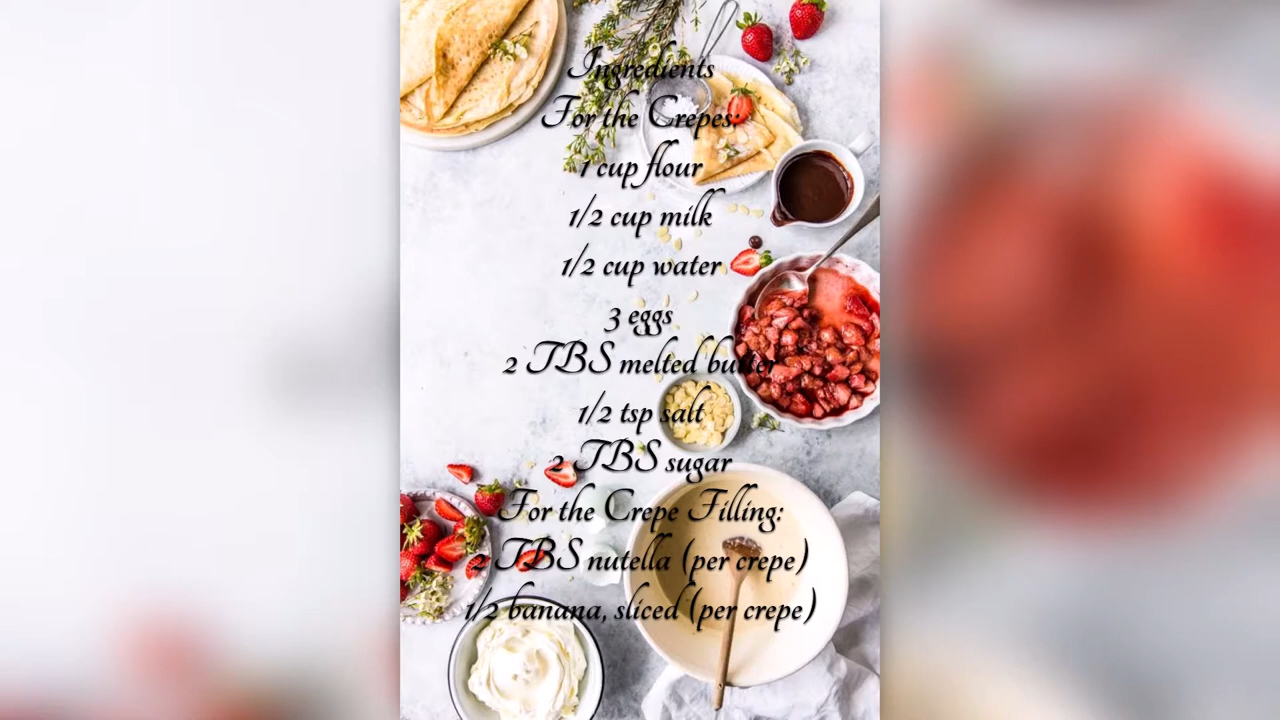 Ingredients
For the Crepes:
1 cup flour
1/2 cup milk
1/2 cup water
3 eggs
2 TBS melted butter
1/2 tsp salt
2 TBS sugar
For the Crepe Filling:
2 TBS nutella (per crepe)
1/2 banana, sliced (per crepe)